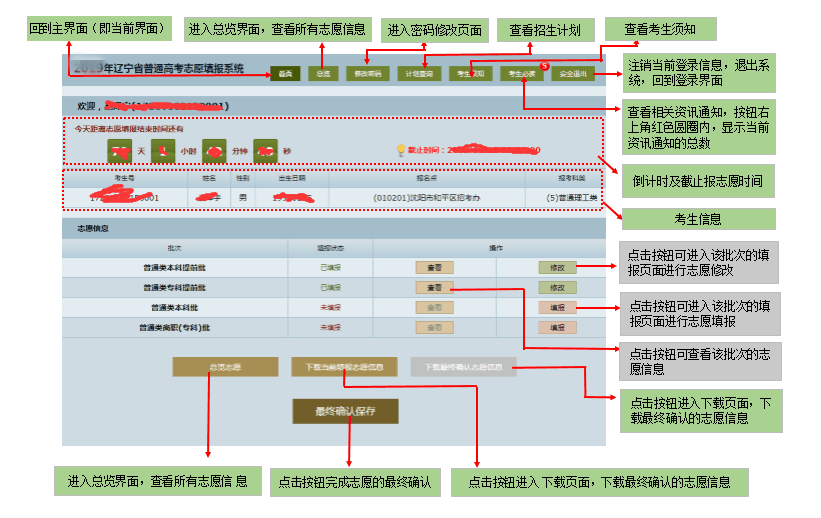 回到主界面（即当前界面）
进入总览界面，查看所有志愿信息
进入密码修改页面
查看招生计划
查看考生须知
2019年辽宁省普通高考志愿填报系统
首页
总览
修改密码
计划查询
考生须知
考生必读
5
安全退出
注销当前登录信息，退出系
统，回到登录界面
欢迎，
今天距离志愿填报结束时间还有
天
小时
分钟
秒
截止时间：
查看相关资讯通知，按钮右
上角红色圆圈内，显示当前
资讯通知的总数
倒计时及截止报志愿时间
考生号
姓名
性别
出生日期
报名点
报考科类
男
(010201)沈阳市和平区招考办
(5)普通理工类
考生信息
志愿信息
批次
填报状态
操作
普通类本科提前批
已填报
查看
修改
普通类专科提前批
已填报
查看
修改
普通类本科批
未填报
查看
填报
普通类高职(专科)批
未填报
查看
填报
点击按钮可进入该批次的填
报页面进行志愿修改
点击按钮可进入该批次的填
报页面进行志愿填报
点击按钮可查看该批次的志
愿信息
总览志愿
下载当前填报志愿信息
下载最终确认志愿信息
点击按钮进入下载页面，下
载最终确认的志愿信息
最终确认保存
进入总览界面，查看所有志愿信 息
点击按钮完成志愿的最终确认
点击按钮进入下载页面，下载最终确认的志愿信息